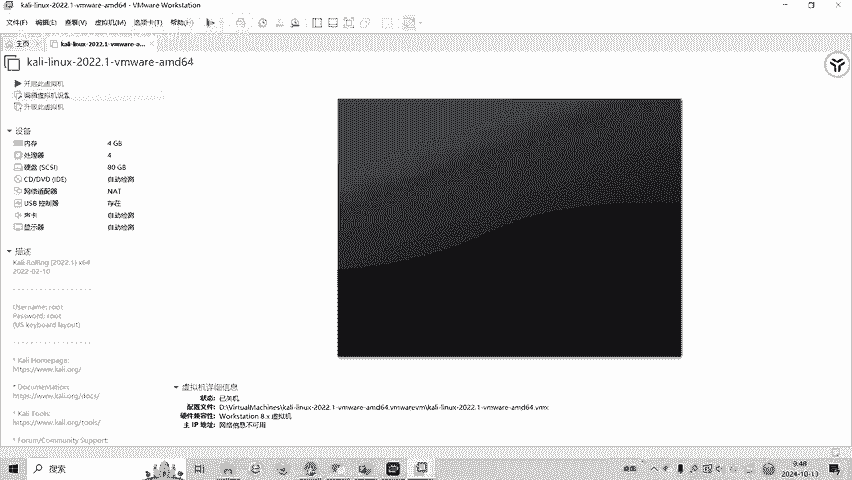 kali-linux-2022.1-vmware-amd64 - VMware Workstation
文件(F) 编辑(E) 查看(V) 虚拟机(M) 选项卡(T) 帮助(H)
主页 kali-linux-2022.1-vmware-a...
kali-linux-2022.1-vmware-amd64
开启此虚拟机
编辑虚拟机设置
升级此虚拟机
设备
内存 4 GB
处理器 4
硬盘 (SCSI) 80 GB
CD/DVD (IDE) 自动检测
网络适配器 NAT
USB 控制器 存在
声卡 自动检测
显示器 自动检测
描述
Kali Rolling (2022.1) x64
2022-02-10
- - - - - - - - - - - - - - - - - -
Username: root
Password: root
(US keyboard layout)
- - - - - - - - - - - - - - - - - -
* Kali Homepage:
https://www.kali.org/
* Documentation:
https://www.kali.org/docs/
* Kali Tools:
https://www.kali.org/tools/
* Forum/Community Support:
虚拟机详细信息
状态: 已关机
配置文件: D:\VirtualMachines\kali-linux-2022.1-vmware-amd64.vmwarevm\kali-linux-2022.1-vmware-amd64.vmx
硬件兼容性: Workstation 8.x 虚拟机
主 IP 地址: 网络信息不可用
搜索
9:48
2024-10-13